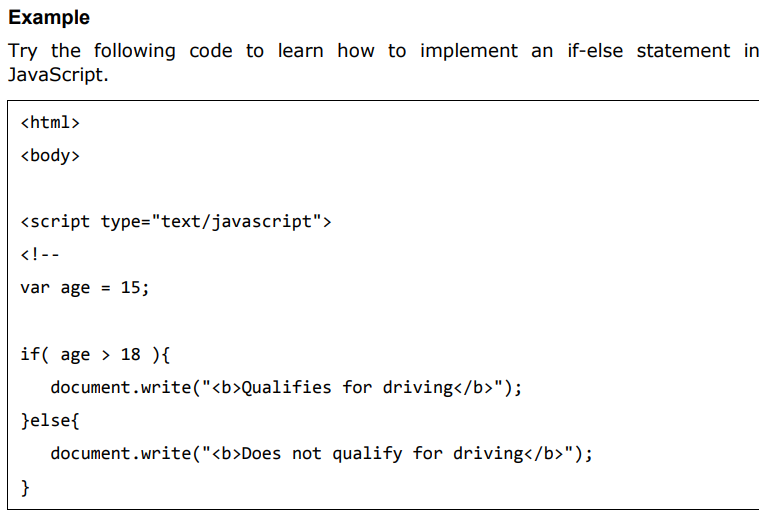 Example
Try the following code to learn how to implement an if-else statement in
JavaScript.
<html>
<body>
<script type="text/javascript">
<!--
var age = 15;
if( age > 18 ){
   document.write("<b>Qualifies for driving</b>");
}else{
   document.write("<b>Does not qualify for driving</b>");
}